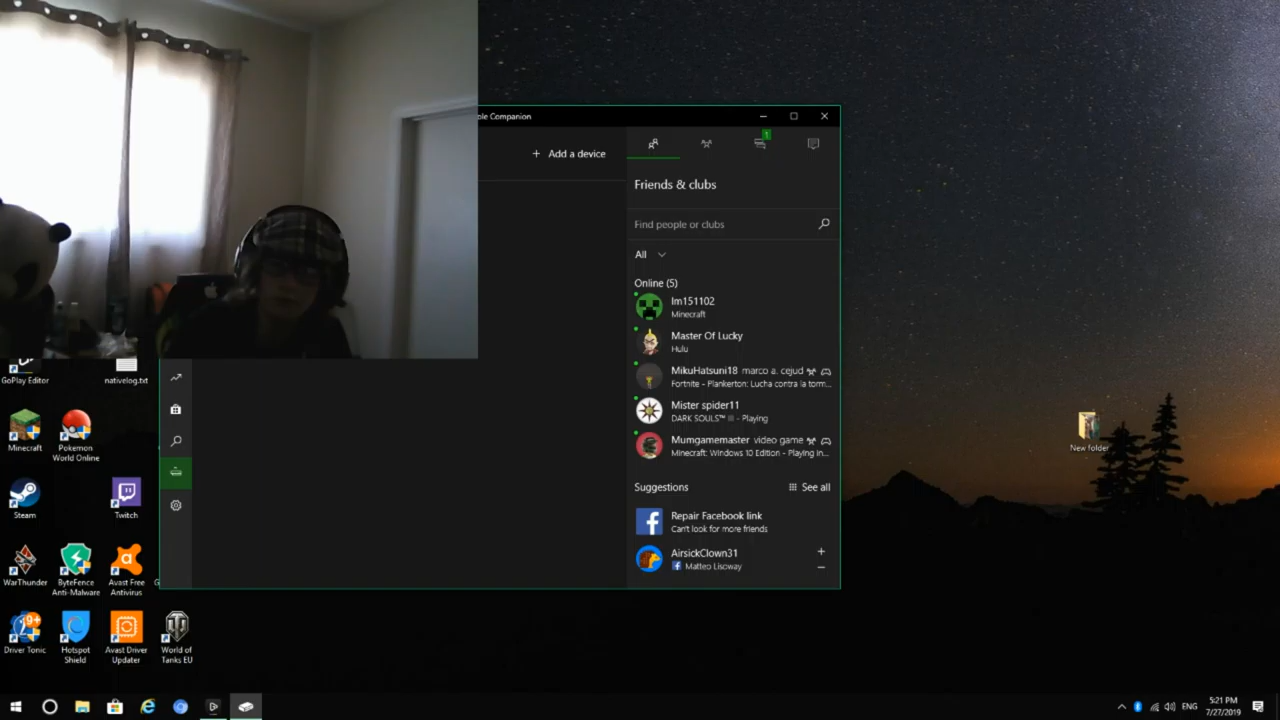 ole Companion
+ Add a device
Friends & clubs
Find people or clubs
All
Online (5)
lm151102
Minecraft
Master Of Lucky
Hulu
MikuHatsuni18 marco a. cejud
Fortnite - Plankerton: Lucha contra la torm...
Mister spider11
DARK SOULS™ III - Playing
Mumgamemaster video game
Minecraft: Windows 10 Edition - Playing in...
Suggestions
See all
Repair Facebook link
Can't look for more friends
AirsickClown31
Matteo Lisoway
1
GoPlay Editor
nativelog.txt
Minecraft
Pokemon
World Online
Steam
Twitch
WarThunder
ByteFence
Anti-Malware
Avast Free
Antivirus
G
9+
Driver Tonic
Hotspot
Shield
Avast Driver
Updater
World of
Tanks EU
New folder
ENG
5:21 PM
7/27/2019